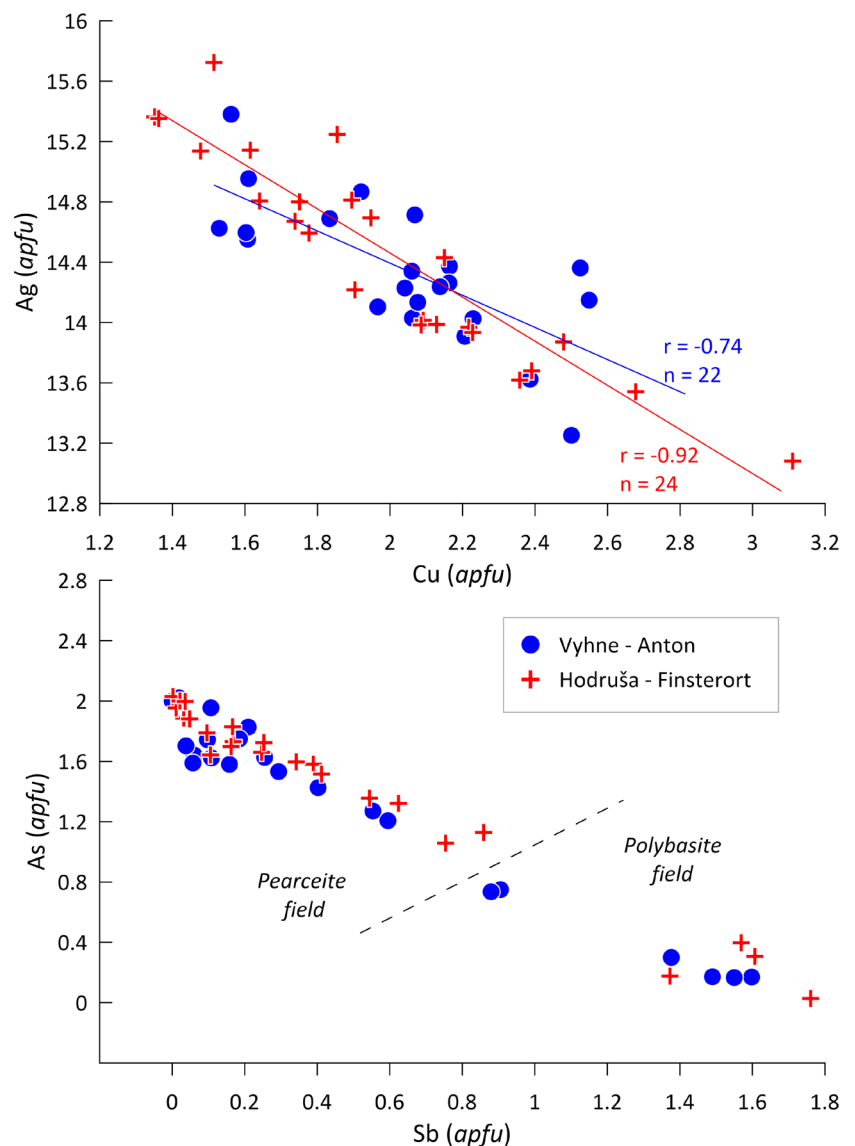 16
15.6
15.2
14.8
14.4
14
13.6
13.2
12.8
Ag (apfu)
r = -0.74
n = 22
r = -0.92
n = 24
1.2 1.4 1.6 1.8 2 2.2 2.4 2.6 2.8 3 3.2
Cu (apfu)
2.8
2.4
2
1.6
1.2
0.8
0.4
0
As (apfu)
Vyhne - Anton
Hodruša - Finsterort
Pearceite
field
Polybasite
field
0 0.2 0.4 0.6 0.8 1 1.2 1.4 1.6 1.8
Sb (apfu)